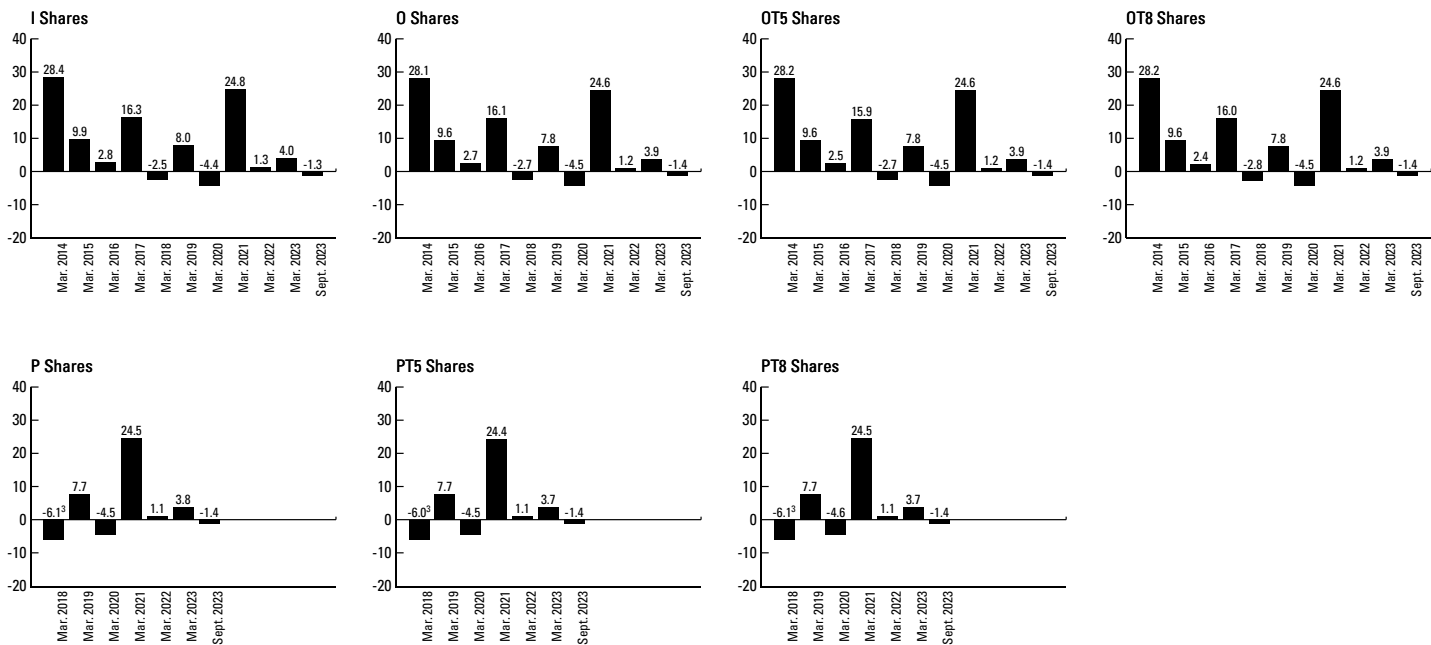 I Shares
40
30
20
10
0
-10
-20
28.4
9.9
2.8
16.3
-2.5
8.0
-4.4
24.8
1.3
4.0
-1.3
Mar. 2014
Mar. 2015
Mar. 2016
Mar. 2017
Mar. 2018
Mar. 2019
Mar. 2020
Mar. 2021
Mar. 2022
Mar. 2023
Sept. 2023
O Shares
40
30
20
10
0
-10
-20
28.1
9.6
2.7
16.1
-2.7
7.8
-4.5
24.6
1.2
3.9
-1.4
Mar. 2014
Mar. 2015
Mar. 2016
Mar. 2017
Mar. 2018
Mar. 2019
Mar. 2020
Mar. 2021
Mar. 2022
Mar. 2023
Sept. 2023
OT5 Shares
40
30
20
10
0
-10
-20
28.2
9.6
2.5
15.9
-2.7
7.8
-4.5
24.6
1.2
3.9
-1.4
Mar. 2014
Mar. 2015
Mar. 2016
Mar. 2017
Mar. 2018
Mar. 2019
Mar. 2020
Mar. 2021
Mar. 2022
Mar. 2023
Sept. 2023
OT8 Shares
40
30
20
10
0
-10
-20
28.2
9.6
2.4
16.0
-2.8
7.8
-4.5
24.6
1.2
3.9
-1.4
Mar. 2014
Mar. 2015
Mar. 2016
Mar. 2017
Mar. 2018
Mar. 2019
Mar. 2020
Mar. 2021
Mar. 2022
Mar. 2023
Sept. 2023
P Shares
40
30
20
10
0
-10
-20
-6.1³
7.7
-4.5
24.5
1.1
3.8
-1.4
Mar. 2018
Mar. 2019
Mar. 2020
Mar. 2021
Mar. 2022
Mar. 2023
Sept. 2023
PT5 Shares
40
30
20
10
0
-10
-20
-6.0³
7.7
-4.5
24.4
1.1
3.7
-1.4
Mar. 2018
Mar. 2019
Mar. 2020
Mar. 2021
Mar. 2022
Mar. 2023
Sept. 2023
PT8 Shares
40
30
20
10
0
-10
-20
-6.1³
7.7
-4.6
24.5
1.1
3.7
-1.4
Mar. 2018
Mar. 2019
Mar. 2020
Mar. 2021
Mar. 2022
Mar. 2023
Sept. 2023